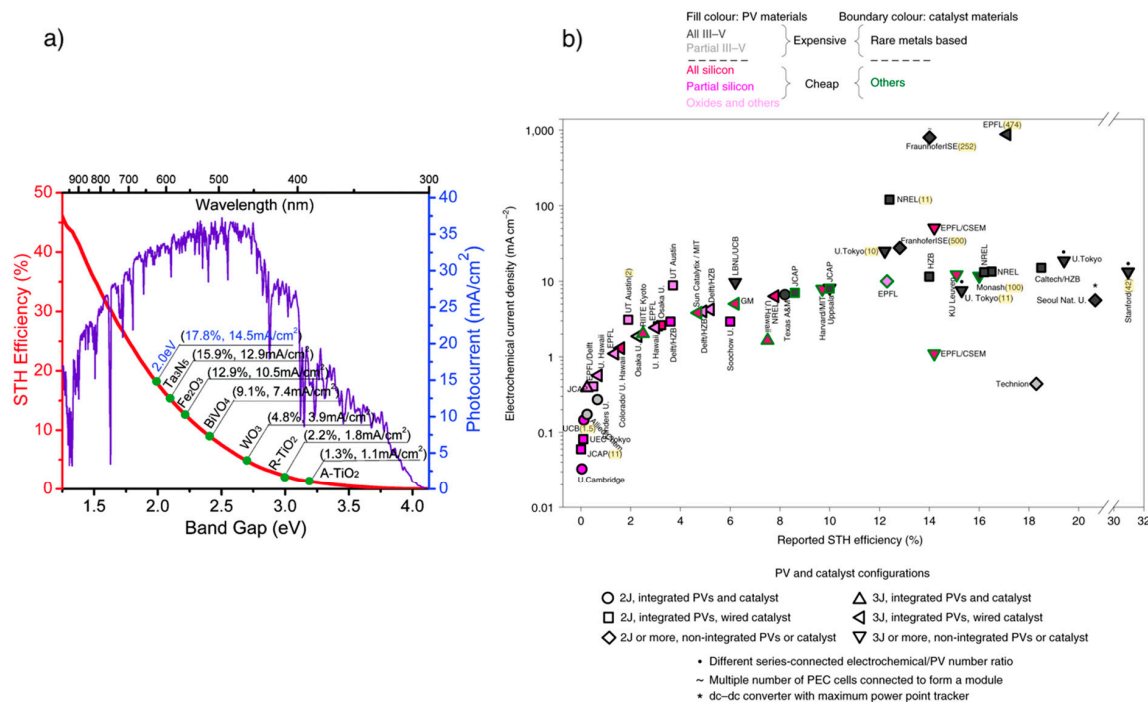 a)
900 800 700 600 500 400 300
Wavelength (nm)
STH Efficiency (%)
50
40
30
20
10
0
Photocurrent (mA/cm²)
40
35
30
25
20
15
10
5
0
2.0eV (17.8%, 14.5mA/cm²)
Ta₃N₅ (15.9%, 12.9mA/cm²)
Fe₂O₃ (12.9%, 10.5mA/cm²)
BiVO₄ (9.1%, 7.4mA/cm²)
WO₃ (4.8%, 3.9mA/cm²)
R-TiO₂ (2.2%, 1.8mA/cm²)
(1.3%, 1.1mA/cm²)
A-TiO₂
1.5 2.0 2.5 3.0 3.5 4.0
Band Gap (eV)
b)
Fill colour: PV materials Boundary colour: catalyst materials
All III–V
Partial III–V
Expensive
Rare metals based
All silicon
Partial silicon
Oxides and others
Cheap
Others
Electrochemical current density (mA cm⁻²)
1,000
100
10
1
0.1
0.01
EPFL(474)
FraunhoferISE(252)
NREL(11)
EPFL/CSEM
FranhoferISE(500)
U.Tokyo(10)
HZB
NREL
NREL
Monash(100)
KU Leuven
U. Tokyo(11)
Caltech/HZB
U.Tokyo
Seoul Nat. U.
Stanford(42)
EPFL
EPFL/CSEM
Technion
LBNL/UCB
GM
UT Austin
UT Austin(2)
Delft/HZB
Sun Catalytix / MIT
Delft/HZB
Delft/HZB
Soochow U.
U.Hawaii
NREL
Texas A&M
JCAP
JCAP
Harvard/MIT
Uppsala
RITE Kyoto
EPFL
Osaka U.
U. Hawaii
Osaka U.
EPFL
Colorado/ U. Hawaii
U. Hawaii
EPFL/Delft
JCAP
UCB(1.5)
UEC Tokyo
JCAP(11)
U.Cambridge
0 2 4 6 8 10 12 14 16 18 20 30 31 32
Reported STH efficiency (%)
PV and catalyst configurations
2J, integrated PVs and catalyst
3J, integrated PVs and catalyst
2J, integrated PVs, wired catalyst
3J, integrated PVs, wired catalyst
2J or more, non-integrated PVs or catalyst
3J or more, non-integrated PVs or catalyst
• Different series-connected electrochemical/PV number ratio
~ Multiple number of PEC cells connected to form a module
* dc–dc converter with maximum power point tracker